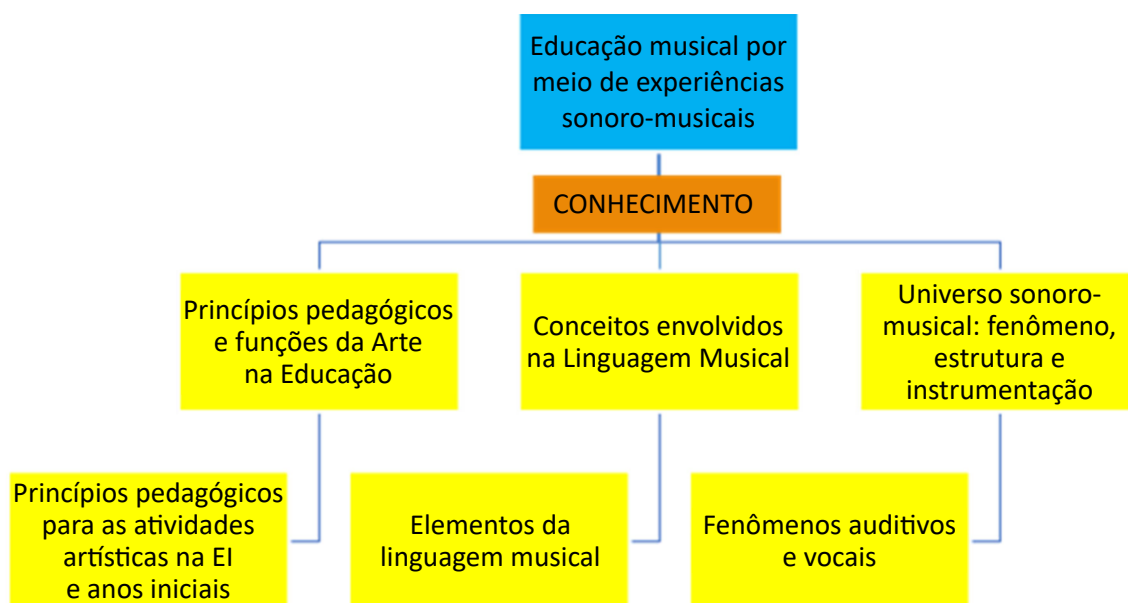 Educação musical por
meio de experiências
sonoro-musicais
CONHECIMENTO
Princípios pedagógicos
e funções da Arte
na Educação
Conceitos envolvidos
na Linguagem Musical
Universo sonoro-
musical: fenômeno,
estrutura e
instrumentação
Princípios pedagógicos
para as atividades
artísticas na EI
e anos iniciais
Elementos da
linguagem musical
Fenômenos auditivos
e vocais